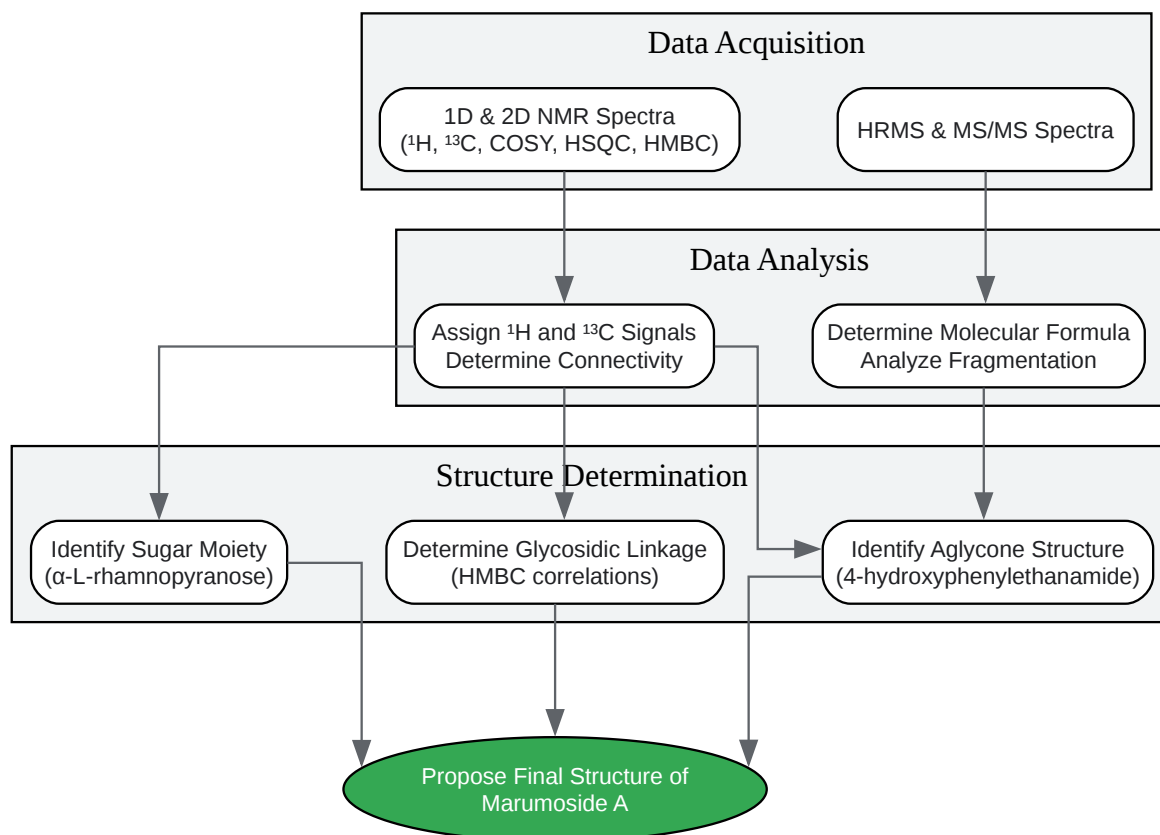 Data Acquisition
1D & 2D NMR Spectra
(¹H, ¹³C, COSY, HSQC, HMBC)
HRMS & MS/MS Spectra
Data Analysis
Assign ¹H and ¹³C Signals
Determine Connectivity
Determine Molecular Formula
Analyze Fragmentation
Structure Determination
Identify Sugar Moiety
(α-L-rhamnopyranose)
Determine Glycosidic Linkage
(HMBC correlations)
Identify Aglycone Structure
(4-hydroxyphenylethanamide)
Propose Final Structure of
Marumoside A